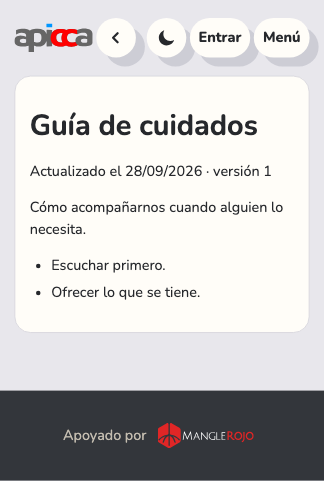 apicca
Entrar
Menú
Guía de cuidados
Actualizado el 28/09/2026 · versión 1
Cómo acompañarnos cuando alguien lo
necesita.
• Escuchar primero.
• Ofrecer lo que se tiene.
Apoyado por
MANGLEROJO